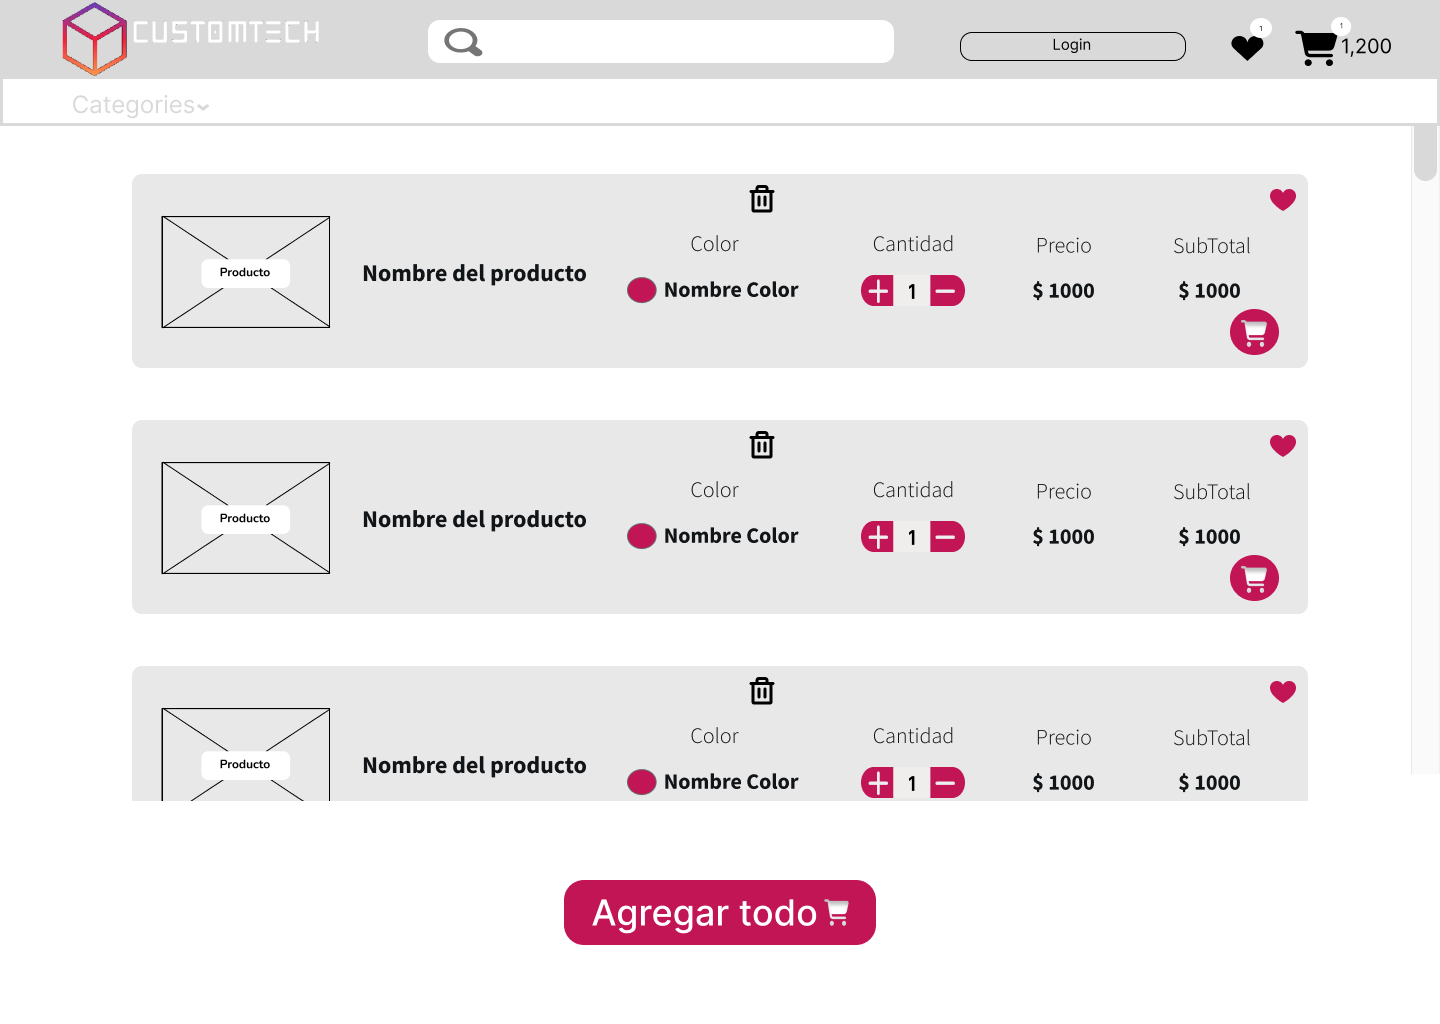 CUSTOMTECH
Login
1
1
1,200
Categories
Color Cantidad Precio SubTotal
Producto
Nombre del producto
Nombre Color 1 $ 1000 $ 1000
Color Cantidad Precio SubTotal
Producto
Nombre del producto
Nombre Color 1 $ 1000 $ 1000
Color Cantidad Precio SubTotal
Producto
Nombre del producto
Nombre Color 1 $ 1000 $ 1000
Agregar todo